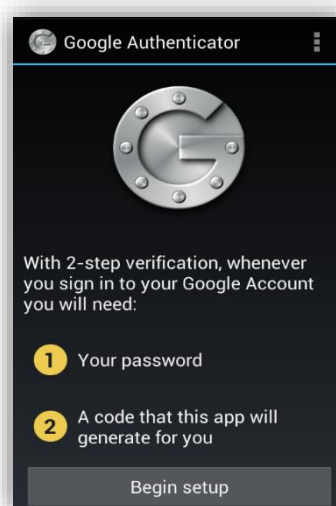 Google Authenticator
With 2-step verification, whenever
you sign in to your Google Account
you will need:
1 Your password
2 A code that this app will
generate for you
Begin setup